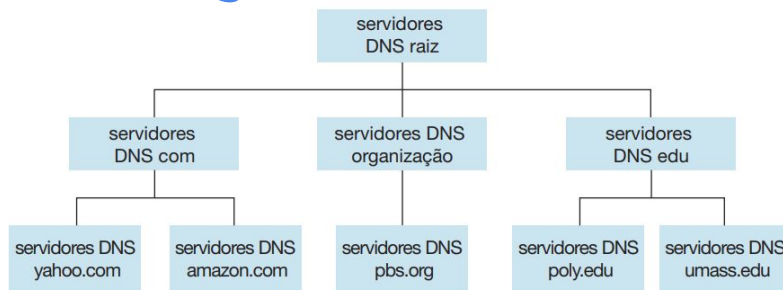 servidores
DNS raiz
servidores
DNS com
servidores DNS
organização
servidores
DNS edu
servidores DNS
yahoo.com
servidores DNS
amazon.com
servidores DNS
pbs.org
servidores DNS
poly.edu
servidores DNS
umass.edu